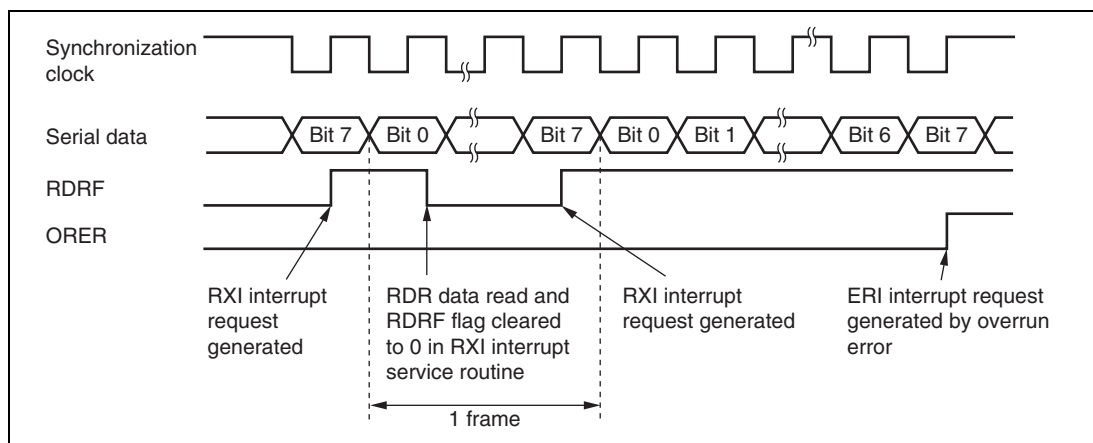 Synchronization
clock
Serial data
Bit 7
Bit 0
Bit 7
Bit 0
Bit 1
Bit 6
Bit 7
RDRF
ORER
RXI interrupt
request
generated
RDR data read and
RDRF flag cleared
to 0 in RXI interrupt
service routine
RXI interrupt
request generated
ERI interrupt request
generated by overrun
error
1 frame